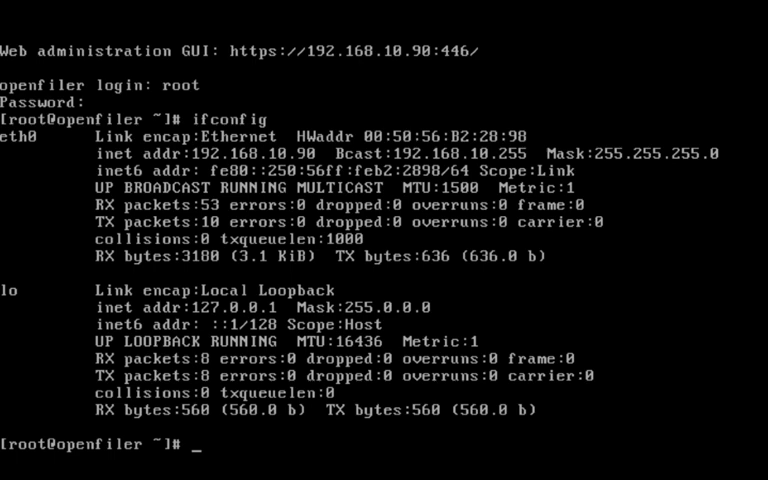 Web administration GUI: https://192.168.10.90:446/
openfiler login: root
Password:
[root@openfiler ~]# ifconfig
eth0 Link encap:Ethernet HWaddr 00:50:56:B2:28:98
inet addr:192.168.10.90 Bcast:192.168.10.255 Mask:255.255.255.0
inet6 addr: fe80::250:56ff:feb2:2898/64 Scope:Link
UP BROADCAST RUNNING MULTICAST MTU:1500 Metric:1
RX packets:53 errors:0 dropped:0 overruns:0 frame:0
TX packets:10 errors:0 dropped:0 overruns:0 carrier:0
collisions:0 txqueuelen:1000
RX bytes:3180 (3.1 KiB) TX bytes:636 (636.0 b)
lo Link encap:Local Loopback
inet addr:127.0.0.1 Mask:255.0.0.0
inet6 addr: ::1/128 Scope:Host
UP LOOPBACK RUNNING MTU:16436 Metric:1
RX packets:8 errors:0 dropped:0 overruns:0 frame:0
TX packets:8 errors:0 dropped:0 overruns:0 carrier:0
collisions:0 txqueuelen:0
RX bytes:560 (560.0 b) TX bytes:560 (560.0 b)
[root@openfiler ~]# _